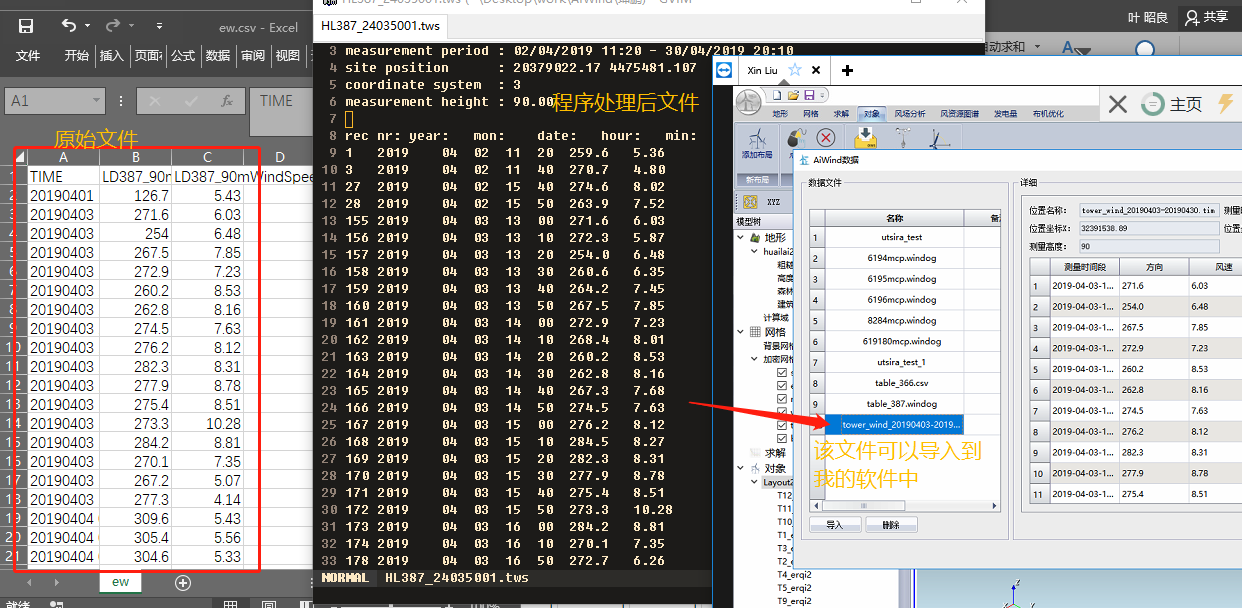 ew.csv - Excel
叶 昭良
共享
文件
开始
插入
公式
数据
审阅
视图
A1
fx
TIME
原始文件
A B C D
TIME LD387_90r LD387_90mWindSpee
20190401 126.7 5.43
20190403 271.6 6.03
20190403 254 6.48
20190403 267.5 7.85
20190403 272.9 7.23
20190403 260.2 8.53
20190403 262.8 8.16
20190403 274.5 7.63
20190403 276.2 8.12
20190403 282.3 8.31
20190403 277.9 8.78
20190403 275.4 8.51
20190403 273.3 10.28
20190403 284.2 8.81
20190403 270.1 7.35
20190403 267.2 5.07
20190403 277.3 4.14
20190404 309.6 5.43
20190404 305.4 5.56
20190404 304.6 5.33
ew
就绪
HL387_24035001.tws
3 measurement period : 02/04/2019 11:20 - 30/04/2019 20:10
4 site position : 20379022.17 4475481.107
5 coordinate system : 3
6 measurement height : 90.00
程序处理后文件
7
8 rec nr: year: mon: date: hour: min:
9 1 2019 04 02 11 20 259.6 5.36
10 3 2019 04 02 11 40 270.7 4.80
11 27 2019 04 02 15 40 274.6 8.02
12 28 2019 04 02 15 50 263.9 7.52
13 155 2019 04 03 13 00 271.6 6.03
14 156 2019 04 03 13 10 272.3 5.87
15 157 2019 04 03 13 20 254.0 6.48
16 158 2019 04 03 13 30 260.6 6.35
17 159 2019 04 03 13 40 264.2 7.45
18 160 2019 04 03 13 50 267.5 7.85
19 161 2019 04 03 14 00 272.9 7.23
20 162 2019 04 03 14 10 268.4 8.01
21 163 2019 04 03 14 20 260.2 8.53
22 164 2019 04 03 14 30 262.8 8.16
23 165 2019 04 03 14 40 267.3 7.68
24 166 2019 04 03 14 50 274.5 7.63
25 167 2019 04 03 15 00 276.2 8.12
26 168 2019 04 03 15 10 284.5 8.27
27 169 2019 04 03 15 20 282.3 8.31
28 170 2019 04 03 15 30 277.9 8.78
29 171 2019 04 03 15 40 275.4 8.51
30 172 2019 04 03 15 50 273.3 10.28
31 173 2019 04 03 16 00 284.2 8.81
32 174 2019 04 03 16 10 270.1 7.35
33 178 2019 04 03 16 50 272.7 6.26
NORMAL HL387_24035001.tws
动求和
Xin Liu
主页
地形 网格 求解 对象 风场分析 风资源图谱 发电量 布机优化
添加布局
新布局
XYZ
模型树
地形
huailai2
计算域
网格
背景网格
加密网格
求解
对象
Layout2
T12_
T11_
T10_
T1_e
T3_e
T2_e
T4_erqi2
T5_erqi2
T9_erqi2
AiWind数据
数据文件
名称 备
1 utsira_test
2 6194mcp.windog
3 6195mcp.windog
4 6196mcp.windog
5 8284mcp.windog
6 619180mcp.windog
7 utsira_test_1
8 table_366.csv
9 table_387.windog
tower_wind_20190403-2019...
该文件可以导入到
我的软件中
导入 删除
详细
位置名称: tower_wind_20190403-20190430.tim 测量
位置坐标X: 32391538.89 位置
测量高度: 90
测量时间段 方向 风速
1 2019-04-03-1... 271.6 6.03
2 2019-04-03-1... 254.0 6.48
3 2019-04-03-1... 267.5 7.85
4 2019-04-03-1... 272.9 7.23
5 2019-04-03-1... 260.2 8.53
6 2019-04-03-1... 262.8 8.16
7 2019-04-03-1... 274.5 7.63
8 2019-04-03-1... 276.2 8.12
9 2019-04-03-1... 282.3 8.31
10 2019-04-03-1... 277.9 8.78
11 2019-04-03-1... 275.4 8.51
Z